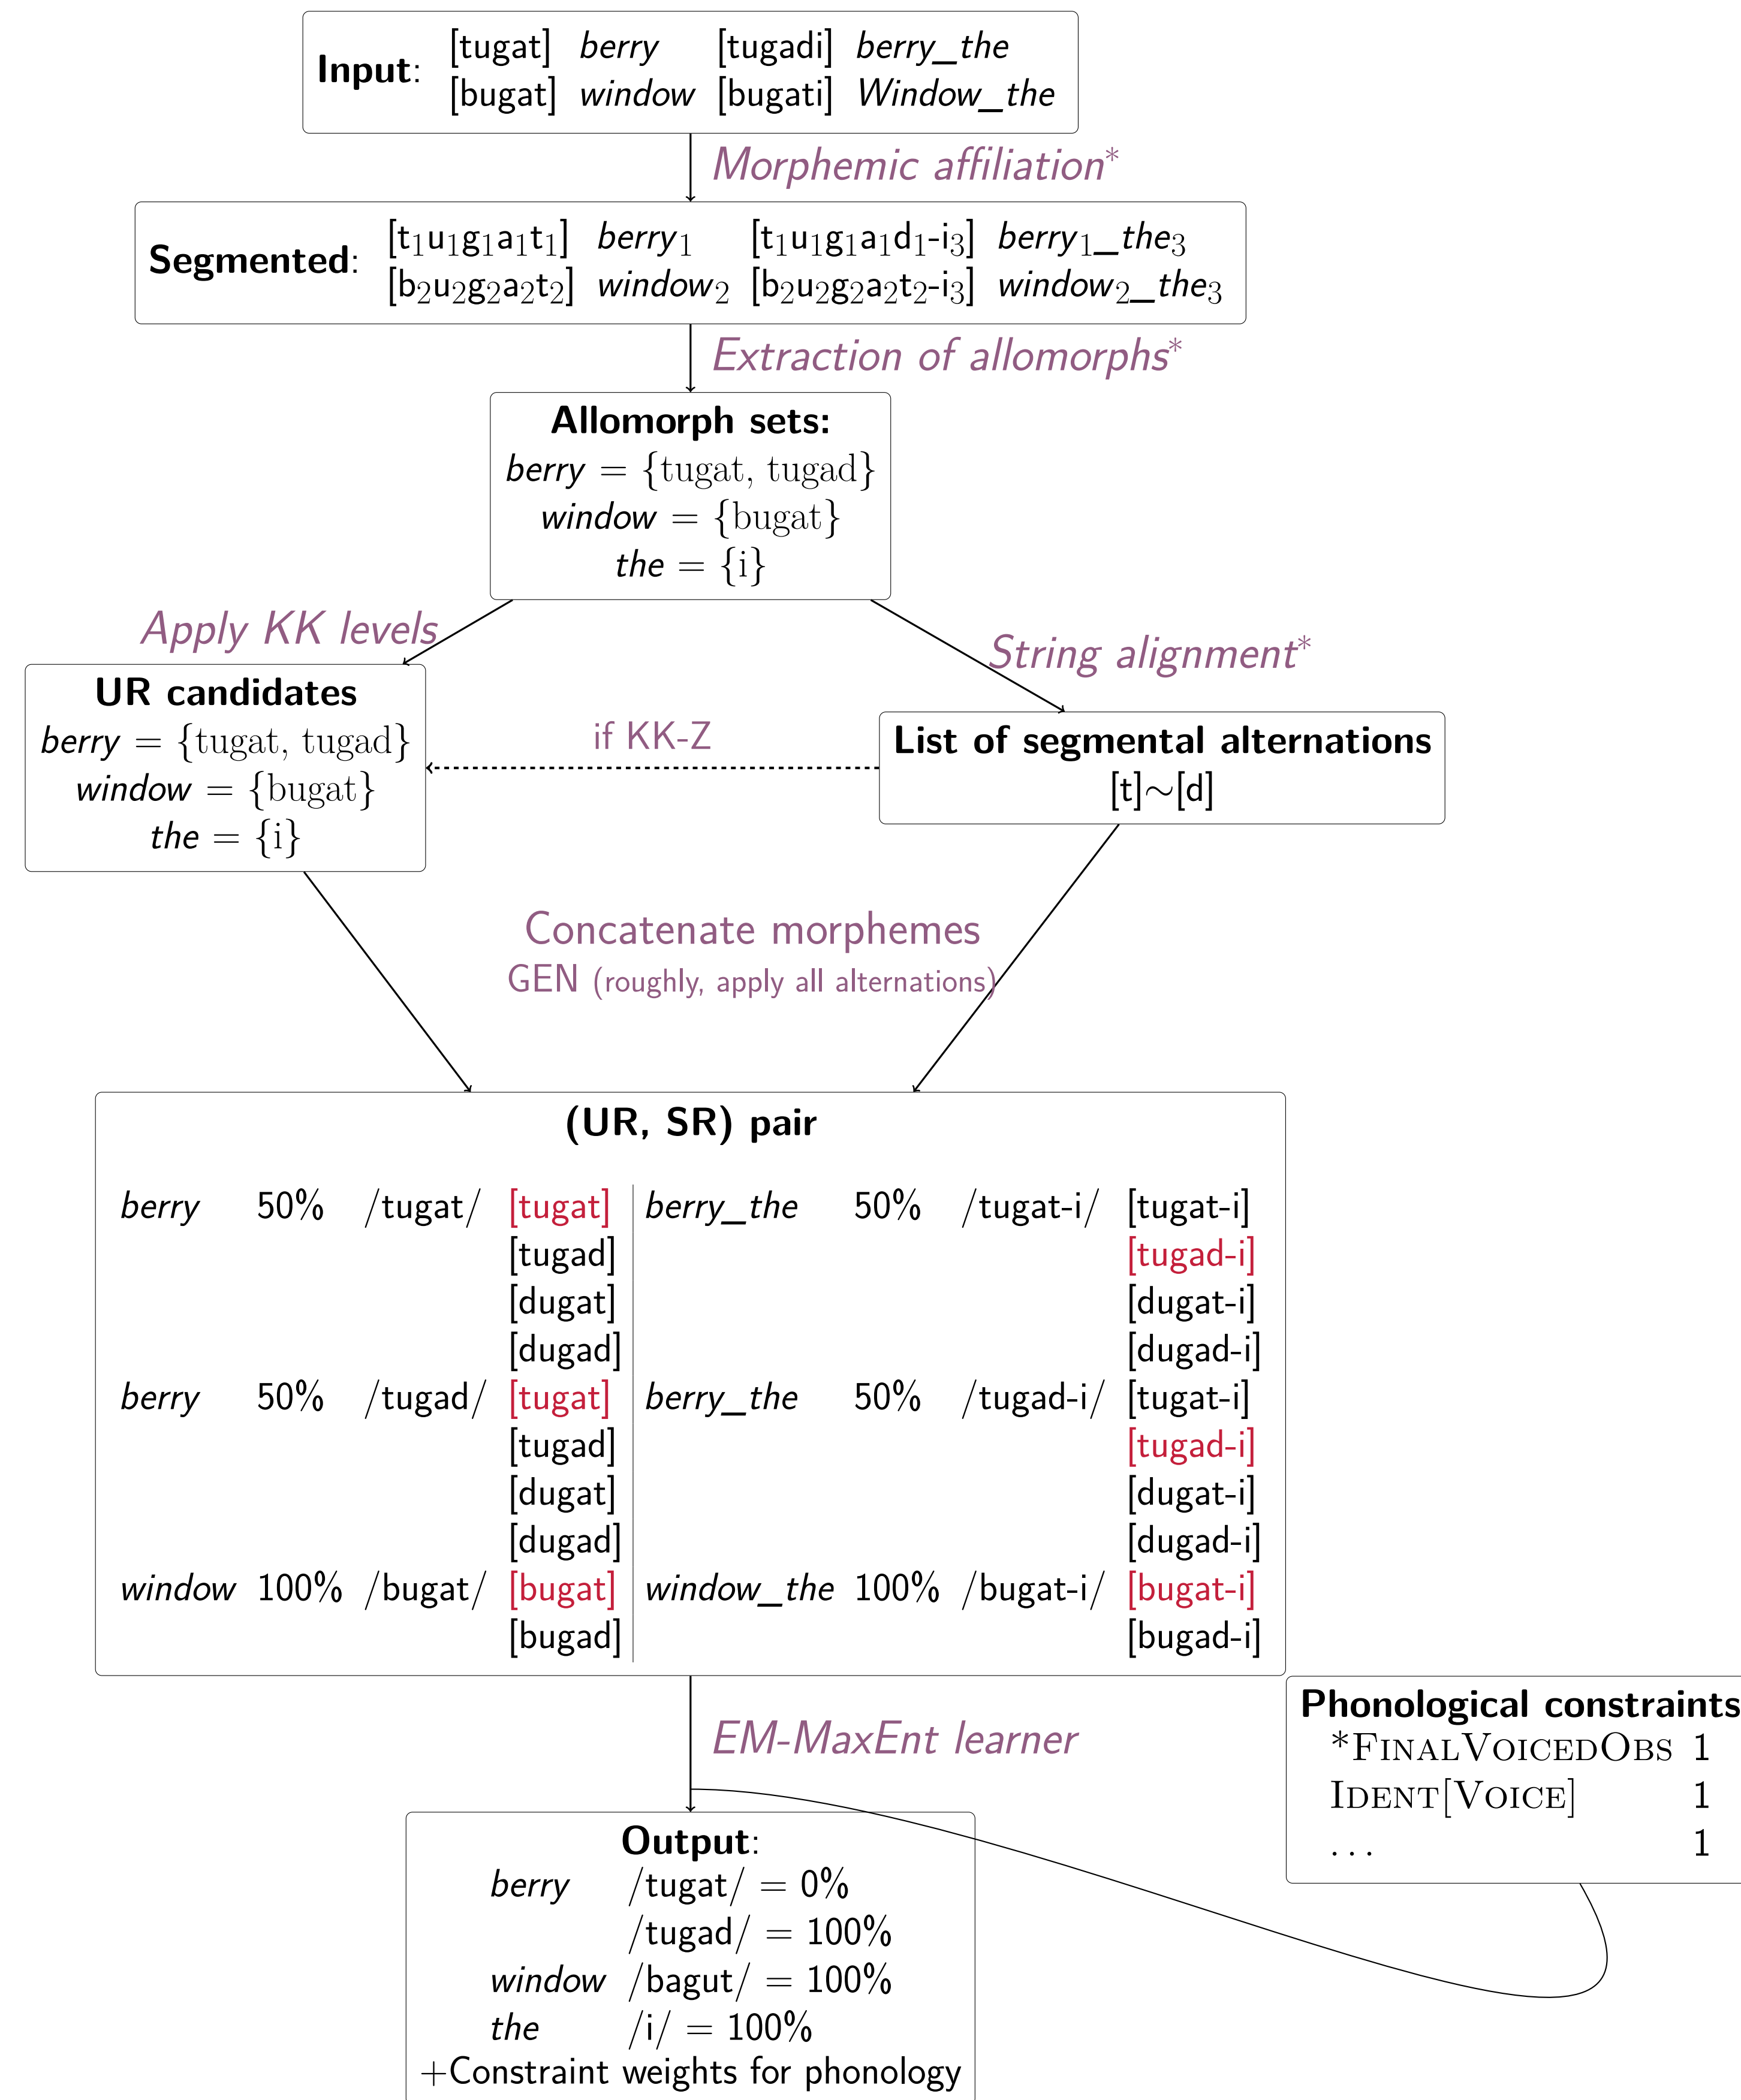 Input: [tugat] berry [tugadi] berry_the
[bugat] window [bugati] Window_the
Morphemic affiliation*
Segmented: [t₁u₁g₁a₁t₁] berry₁ [t₁u₁g₁a₁d₁-i₃] berry₁_the₃
[b₂u₂g₂a₂t₂] window₂ [b₂u₂g₂a₂t₂-i₃] window₂_the₃
Extraction of allomorphs*
Allomorph sets:
berry = {tugat, tugad}
window = {bugat}
the = {i}
Apply KK levels
String alignment*
UR candidates
berry = {tugat, tugad}
window = {bugat}
the = {i}
if KK-Z
List of segmental alternations
[t]~[d]
Concatenate morphemes
GEN (roughly, apply all alternations)
(UR, SR) pair
berry 50% /tugat/ [tugat] berry_the 50% /tugat-i/ [tugat-i]
[tugad] [tugad-i]
[dugat] [dugat-i]
[dugad] [dugad-i]
berry 50% /tugad/ [tugat] berry_the 50% /tugad-i/ [tugat-i]
[tugad] [tugad-i]
[dugat] [dugat-i]
[dugad] [dugad-i]
window 100% /bugat/ [bugat] window_the 100% /bugat-i/ [bugat-i]
[bugad] [bugad-i]
EM-MaxEnt learner
Phonological constraints
*FinalVoicedObs 1
Ident[Voice] 1
... 1
Output:
berry /tugat/ = 0%
/tugad/ = 100%
window /bagut/ = 100%
the /i/ = 100%
+Constraint weights for phonology